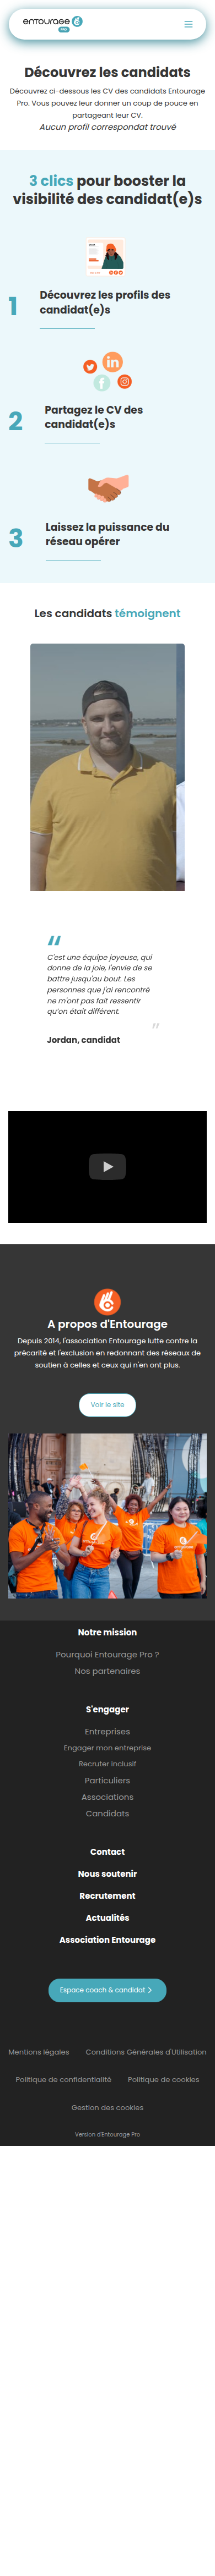 entourage
PRO
Découvrez les candidats
Découvrez ci-dessous les CV des candidats Entourage
Pro. Vous pouvez leur donner un coup de pouce en
partageant leur CV.
Aucun profil correspondat trouvé
3 clics pour booster la
visibilité des candidat(e)s
1
Découvrez les profils des
candidat(e)s
2
Partagez le CV des
candidat(e)s
3
Laissez la puissance du
réseau opérer
Les candidats témoignent
“
C'est une équipe joyeuse, qui
donne de la joie, l'envie de se
battre jusqu'au bout. Les
personnes que j'ai rencontré
ne m'ont pas fait ressentir
qu'on était différent.
”
Jordan, candidat
A propos d'Entourage
Depuis 2014, l'association Entourage lutte contre la
précarité et l'exclusion en redonnant des réseaux de
soutien à celles et ceux qui n'en ont plus.
Voir le site
Notre mission
Pourquoi Entourage Pro ?
Nos partenaires
S'engager
Entreprises
Engager mon entreprise
Recruter inclusif
Particuliers
Associations
Candidats
Contact
Nous soutenir
Recrutement
Actualités
Association Entourage
Espace coach & candidat
Mentions légales Conditions Générales d'Utilisation
Politique de confidentialité Politique de cookies
Gestion des cookies
Version d'Entourage Pro